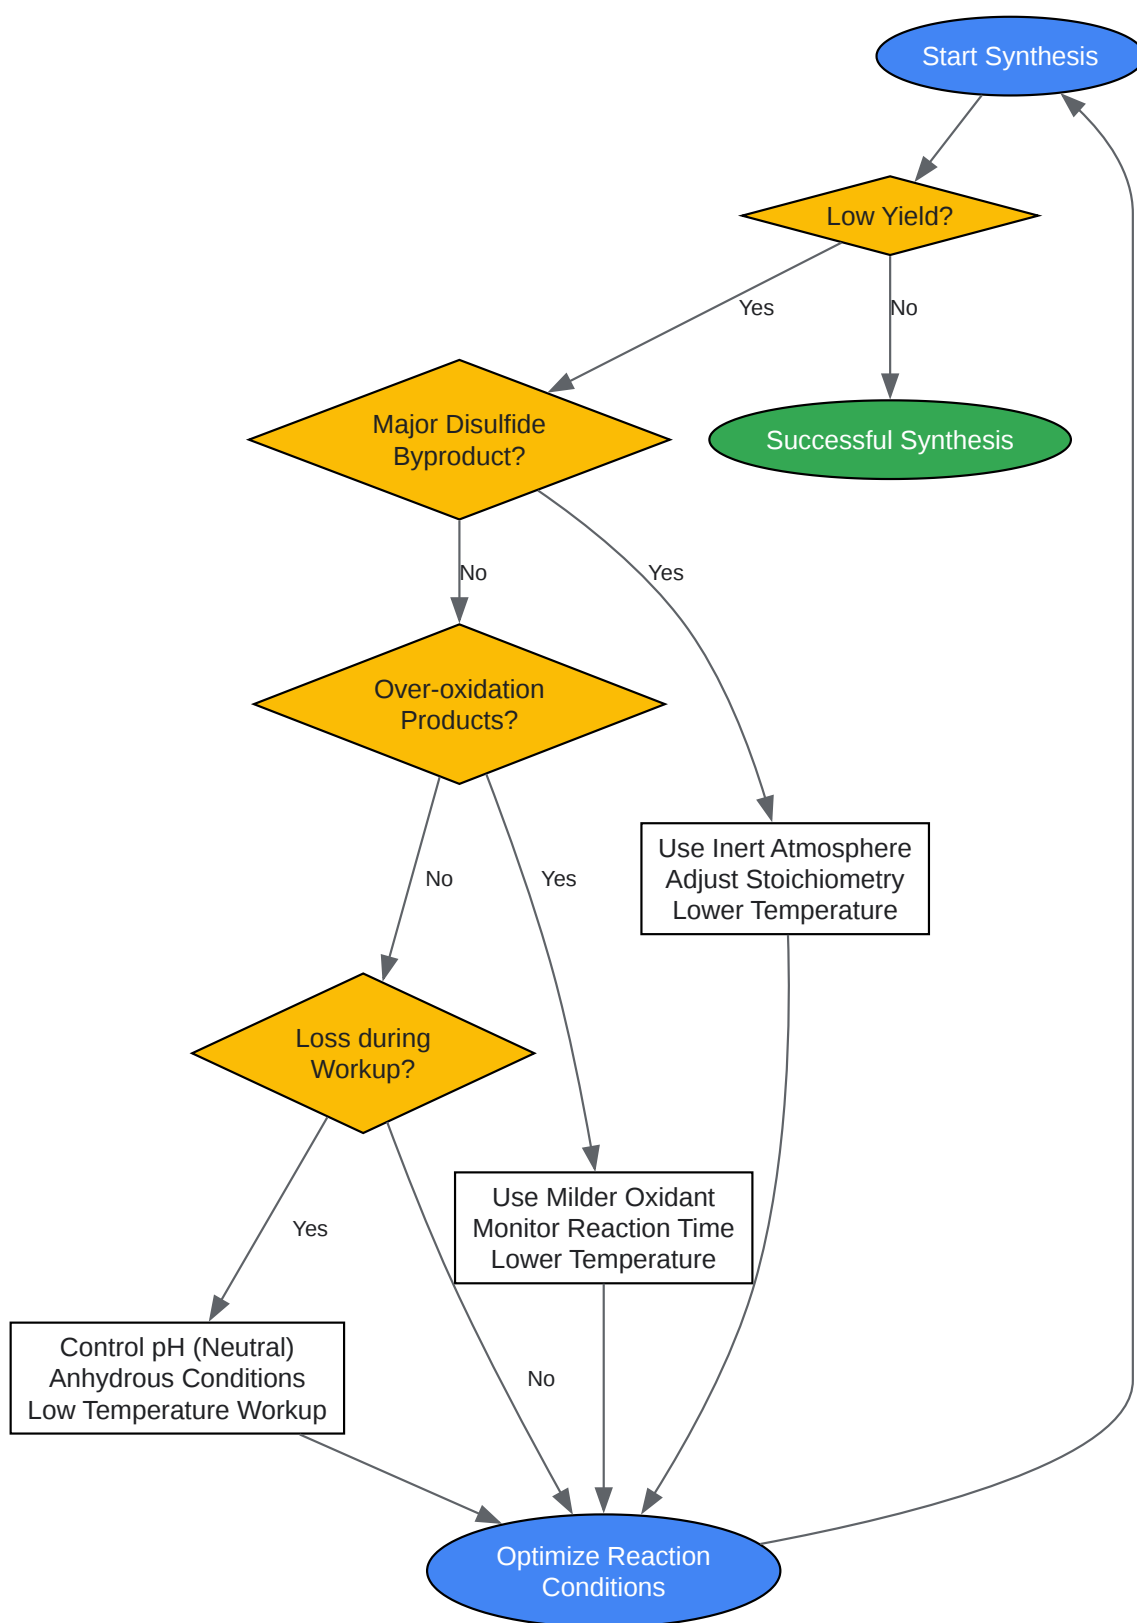 Start Synthesis
Low Yield?
Yes
No
Major Disulfide
Byproduct?
Successful Synthesis
No
Yes
Over-oxidation
Products?
Use Inert Atmosphere
Adjust Stoichiometry
Lower Temperature
No
Yes
Loss during
Workup?
Use Milder Oxidant
Monitor Reaction Time
Lower Temperature
Yes
Control pH (Neutral)
Anhydrous Conditions
Low Temperature Workup
No
Optimize Reaction
Conditions